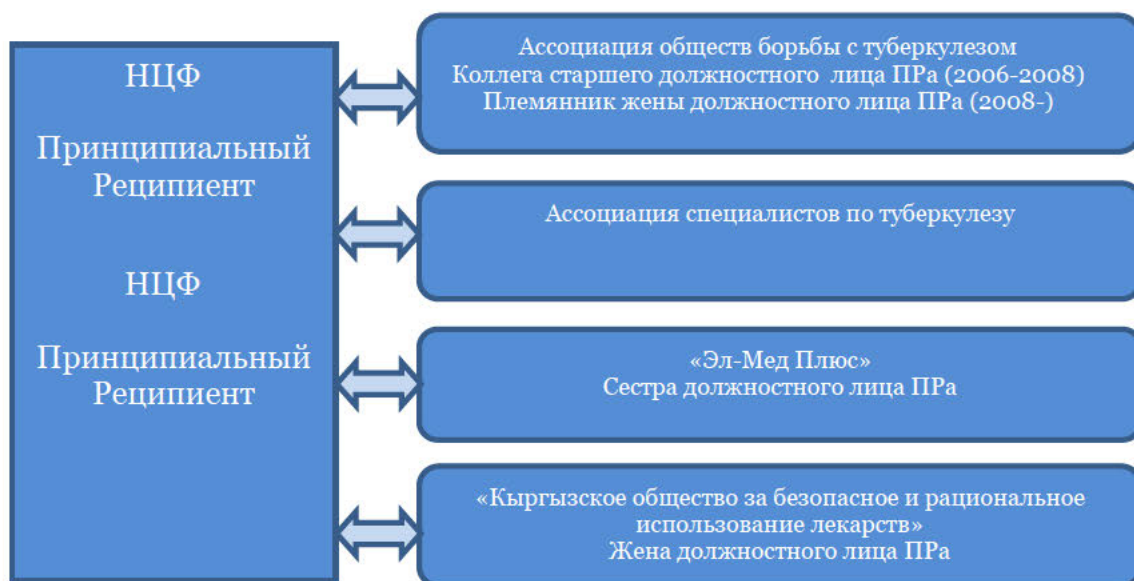 НЦФ
Принципиальный
Реципиент
НЦФ
Принципиальный
Реципиент
Ассоциация обществ борьбы с туберкулезом
Коллега старшего должностного лица ПРа (2006-2008)
Племянник жены должностного лица ПРа (2008-)
Ассоциация специалистов по туберкулезу
«Эл-Мед Плюс»
Сестра должностного лица ПРа
«Кыргызское общество за безопасное и рациональное
использование лекарств»
Жена должностного лица ПРа